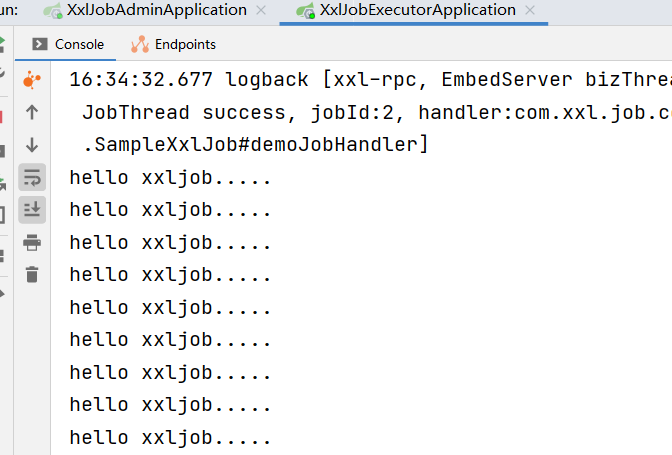 un: XxlJobAdminApplication XxlJobExecutorApplication
Console Endpoints
16:34:32.677 logback [xxl-rpc, EmbedServer bizThrea
JobThread success, jobId:2, handler:com.xxl.job.c
.SampleXxlJob#demoJobHandler]
hello xxljob.....
hello xxljob.....
hello xxljob.....
hello xxljob.....
hello xxljob.....
hello xxljob.....
hello xxljob.....
hello xxljob.....
hello xxljob.....